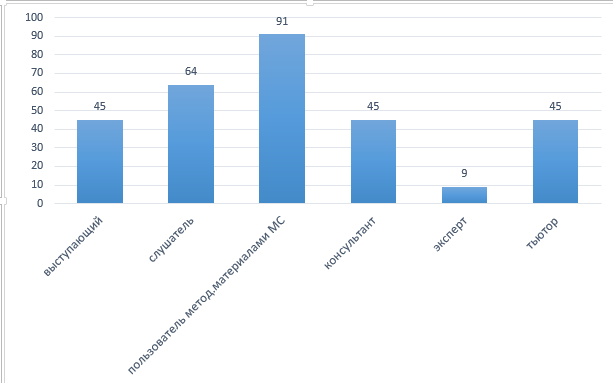 100
90
80
70
60
50
40
30
20
10
0
45
64
91
45
9
45
выступающий
слушатель
пользователь метод.материалами МС
консультант
эксперт
тьютор